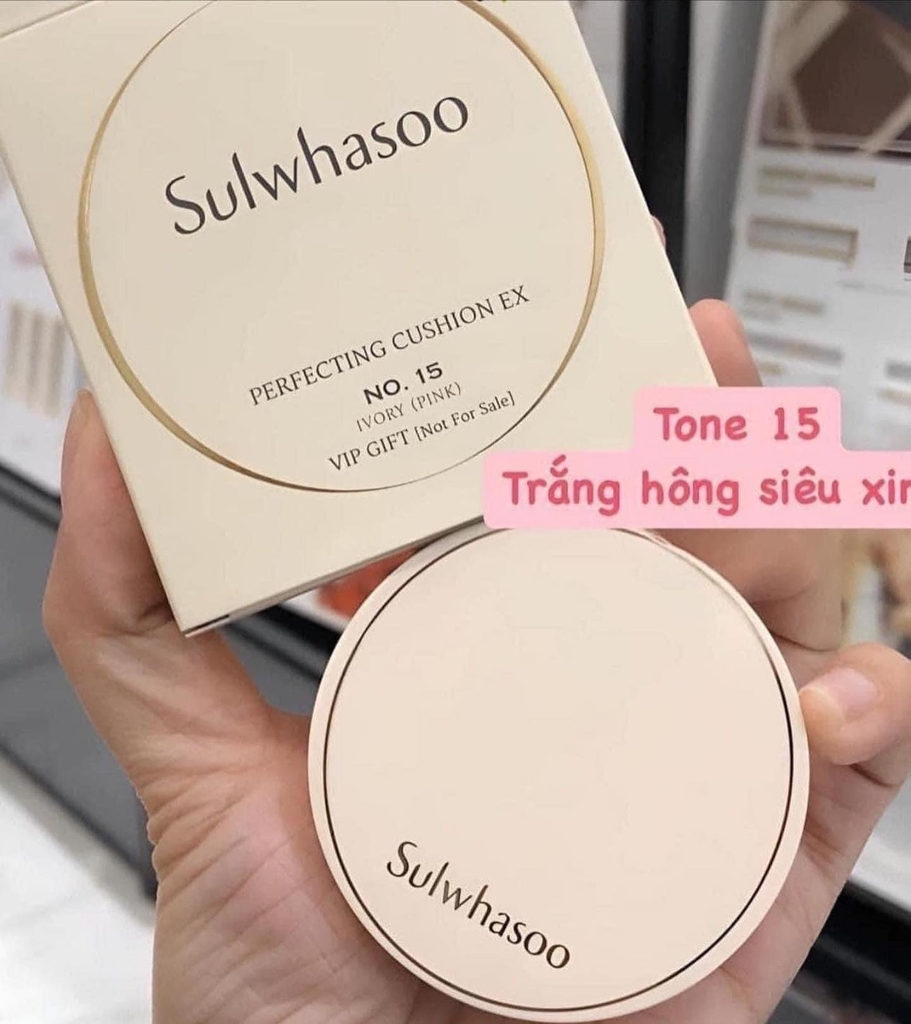 Sulwhasoo
PERFECTING CUSHION EX
NO. 15
IVORY (PINK)
VIP GIFT [Not For Sale]
Tone 15
Trắng hông siêu xin
Sulwhasoo